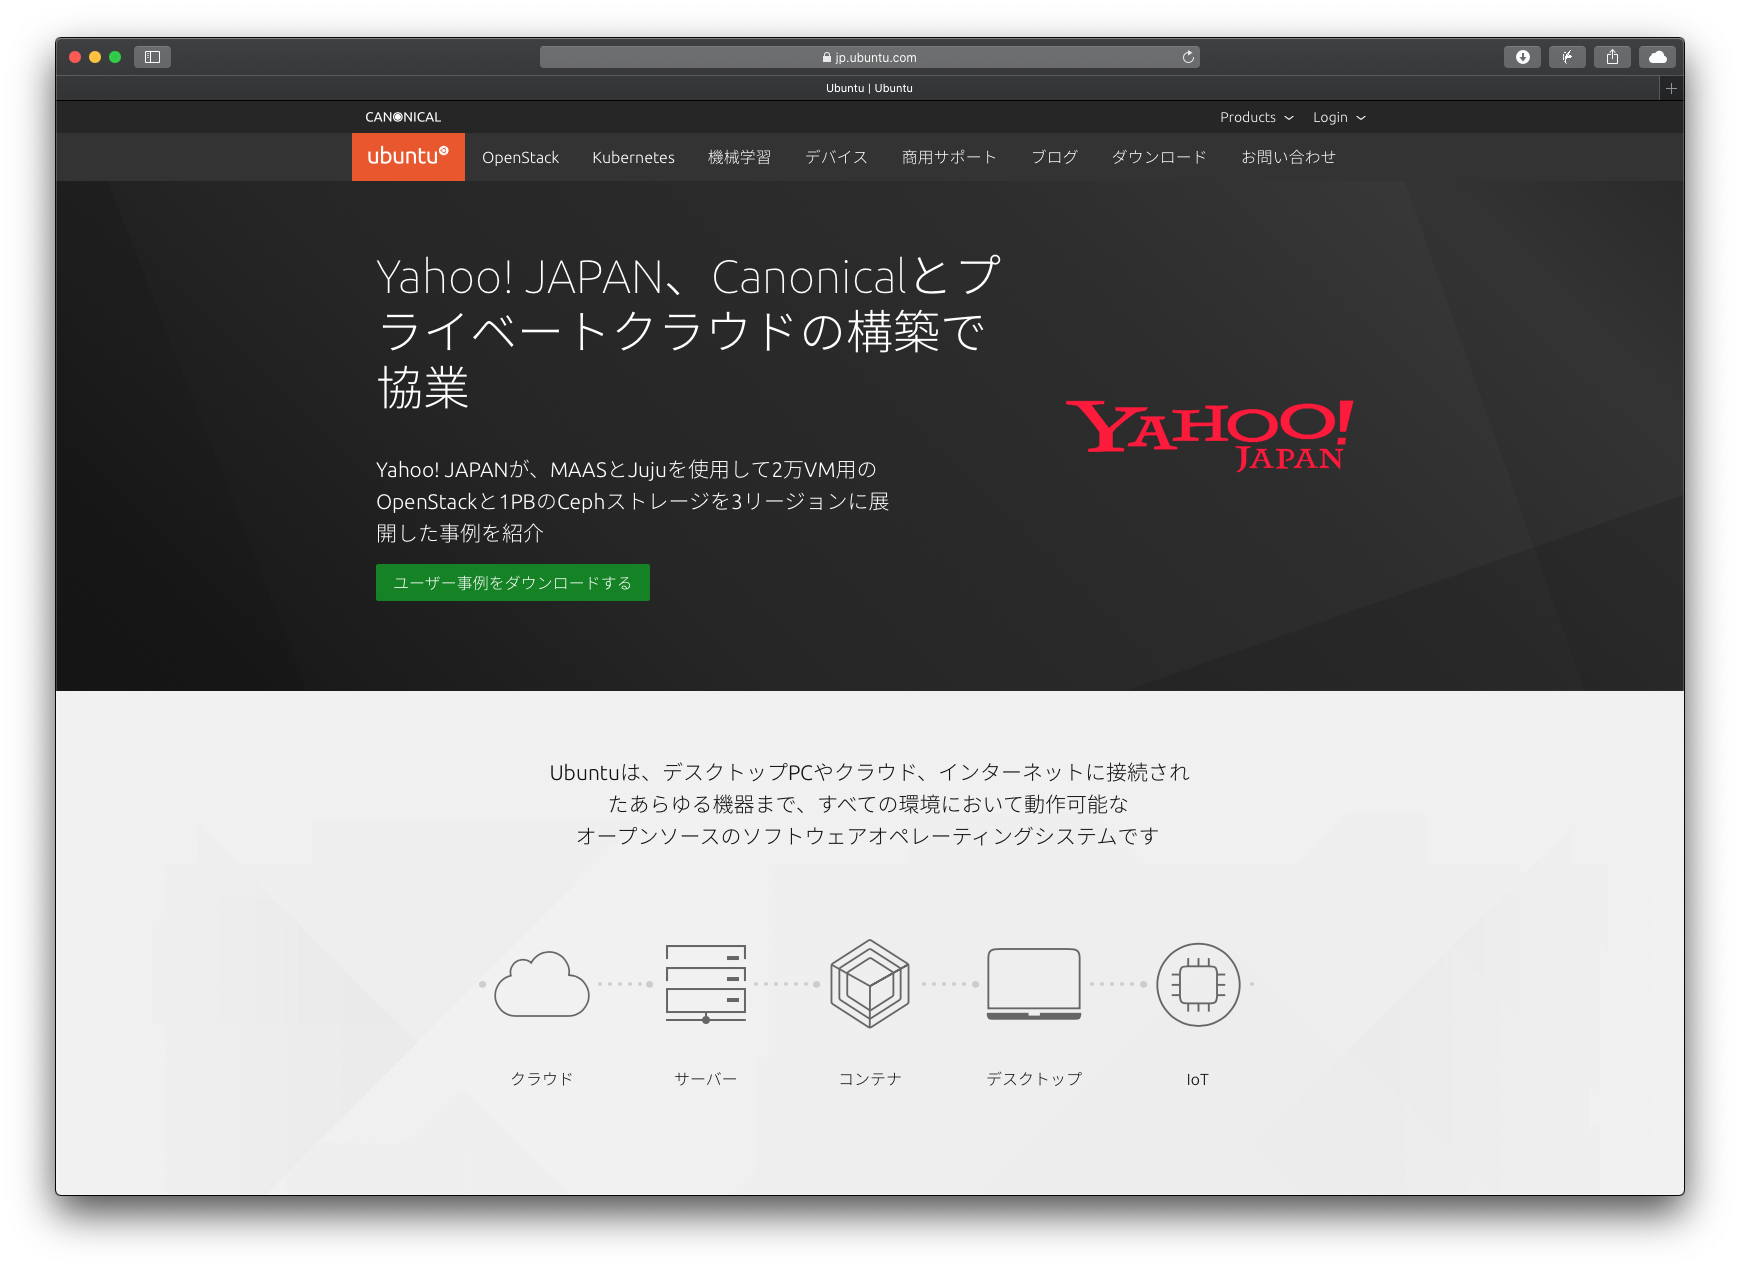 jp.ubuntu.com
Ubuntu | Ubuntu
CANONICAL
Products
Login
ubuntu
OpenStack
Kubernetes
機械学習
デバイス
商用サポート
ブログ
ダウンロード
お問い合わせ
Yahoo! JAPAN、Canonicalとプ
ライベートクラウドの構築で
協業
YAHOO!
JAPAN
Yahoo! JAPANが、MAASとJujuを使用して2万VM用の
OpenStackと1PBのCephストレージを3リージョンに展
開した事例を紹介
ユーザー事例をダウンロードする
Ubuntuは、デスクトップPCやクラウド、インターネットに接続され
たあらゆる機器まで、すべての環境において動作可能な
オープンソースのソフトウェアオペレーティングシステムです
クラウド
サーバー
コンテナ
デスクトップ
IoT